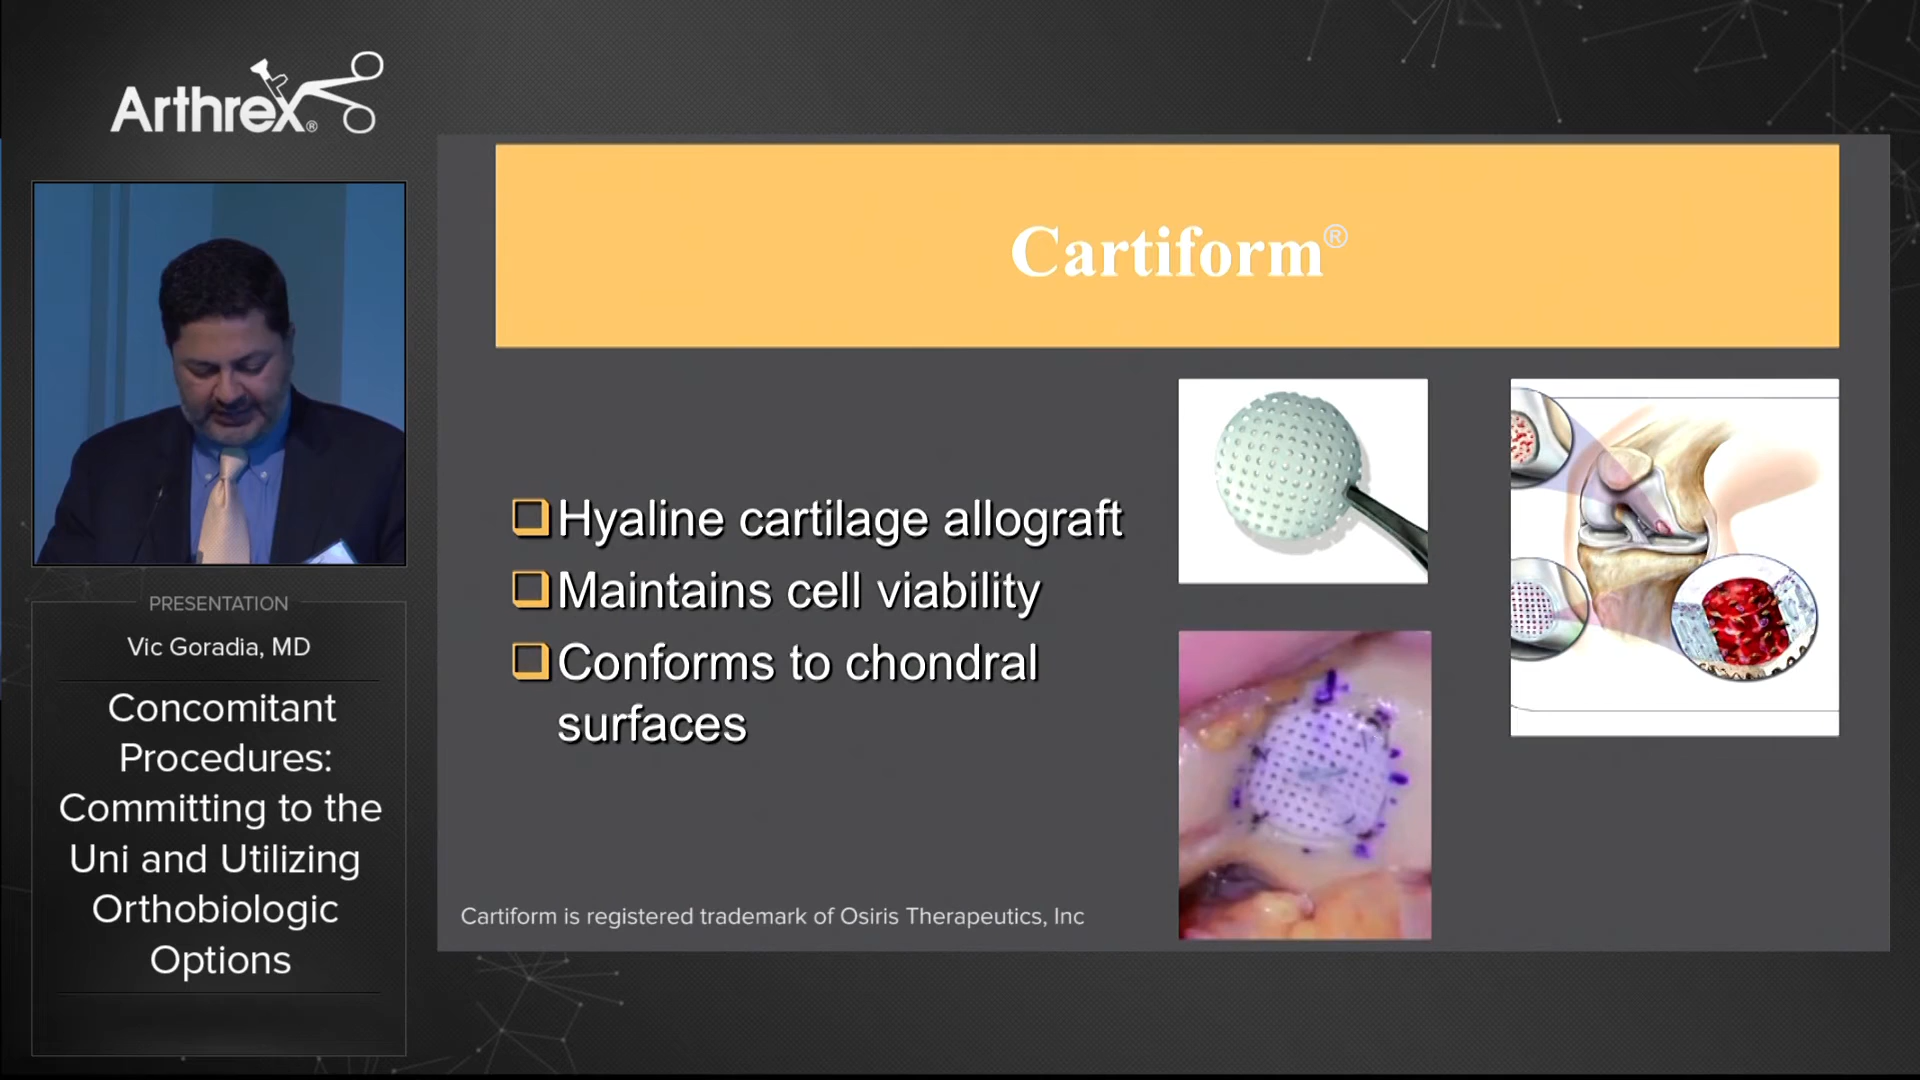 Arthrex®
PRESENTATION
Vic Goradia, MD
Concomitant
Procedures:
Committing to the
Uni and Utilizing
Orthobiologic
Options
Cartiform®
Hyaline cartilage allograft
Maintains cell viability
Conforms to chondral
surfaces
Cartiform is registered trademark of Osiris Therapeutics, Inc